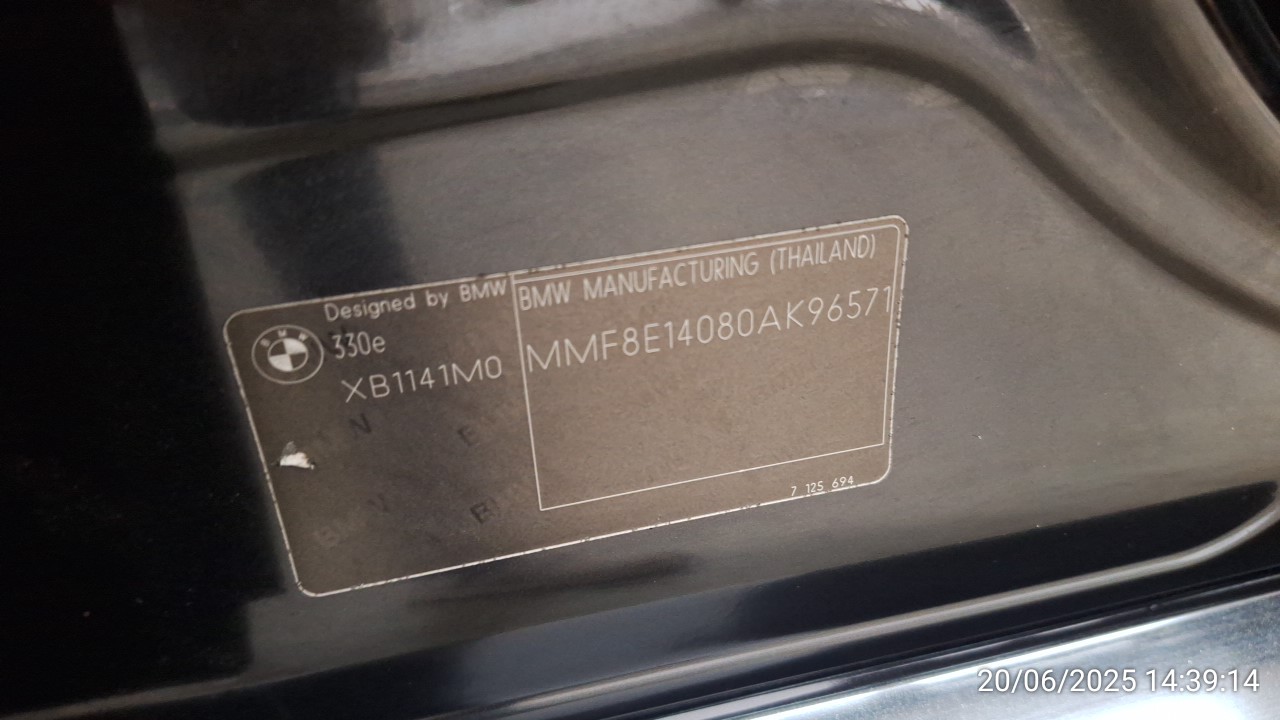 Designed by BMW
330e
XB1141M0
BMW MANUFACTURING (THAILAND)
MMF8E14080AK96571
7 125 694
20/06/2025 14:39:14